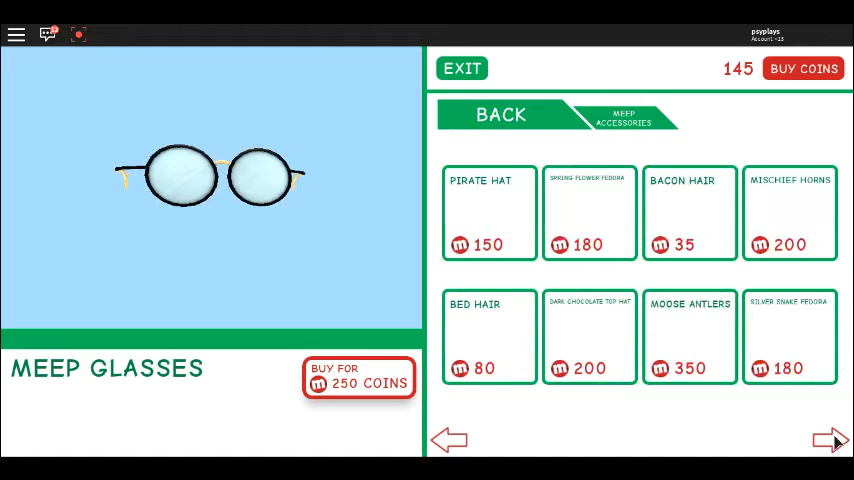 psyplays
Account: <13
EXIT
145
BUY COINS
BACK
MEEP
ACCESSORIES
PIRATE HAT
150
SPRING FLOWER FEDORA
180
BACON HAIR
35
MISCHIEF HORNS
200
BED HAIR
80
DARK CHOCOLATE TOP HAT
200
MOOSE ANTLERS
350
SILVER SNAKE FEDORA
180
MEEP GLASSES
BUY FOR
250 COINS